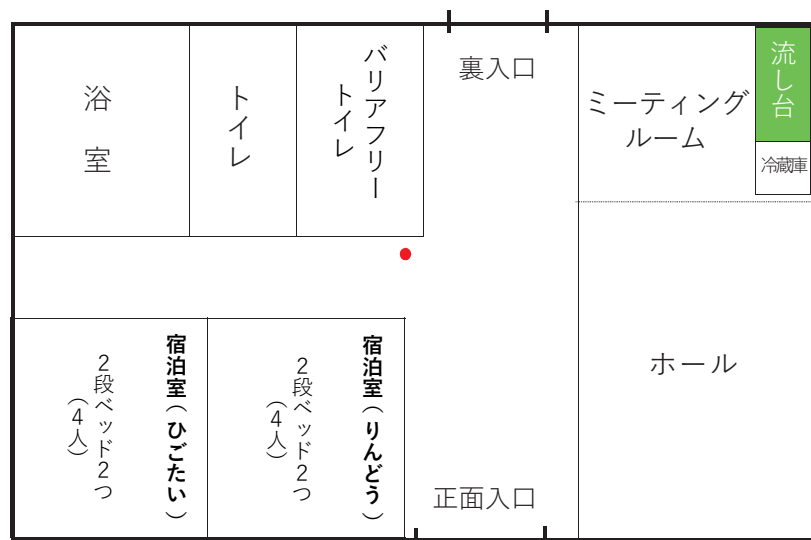 浴室
トイレ
バリアフリー
トイレ
裏入口
ミーティング
ルーム
流し台
冷蔵庫
宿泊室（ひごたい）
２段ベッド２つ
（４人）
宿泊室（りんどう）
２段ベッド２つ
（４人）
正面入口
ホール